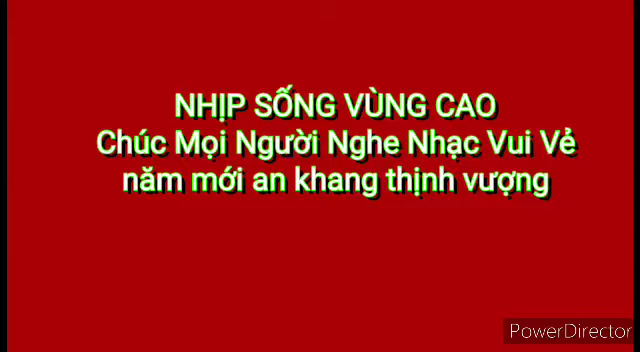 NHỊP SỐNG VÙNG CAO
Chúc Mọi Người Nghe Nhạc Vui Vẻ
năm mới an khang thịnh vượng
PowerDirector